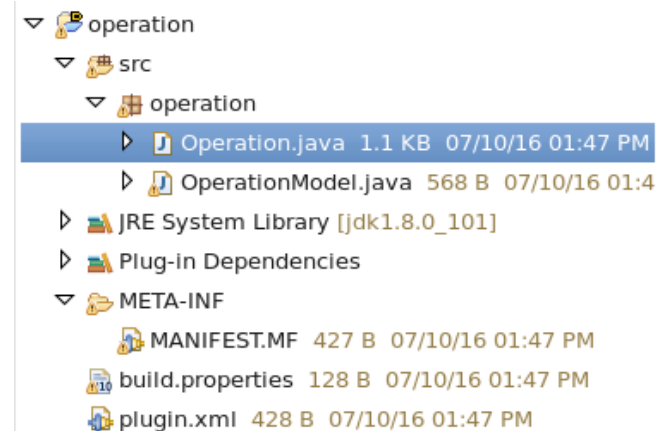 operation
src
operation
Operation.java 1.1 KB 07/10/16 01:47 PM
OperationModel.java 568 B 07/10/16 01:4
JRE System Library [jdk1.8.0_101]
Plug-in Dependencies
META-INF
MANIFEST.MF 427 B 07/10/16 01:47 PM
build.properties 128 B 07/10/16 01:47 PM
plugin.xml 428 B 07/10/16 01:47 PM